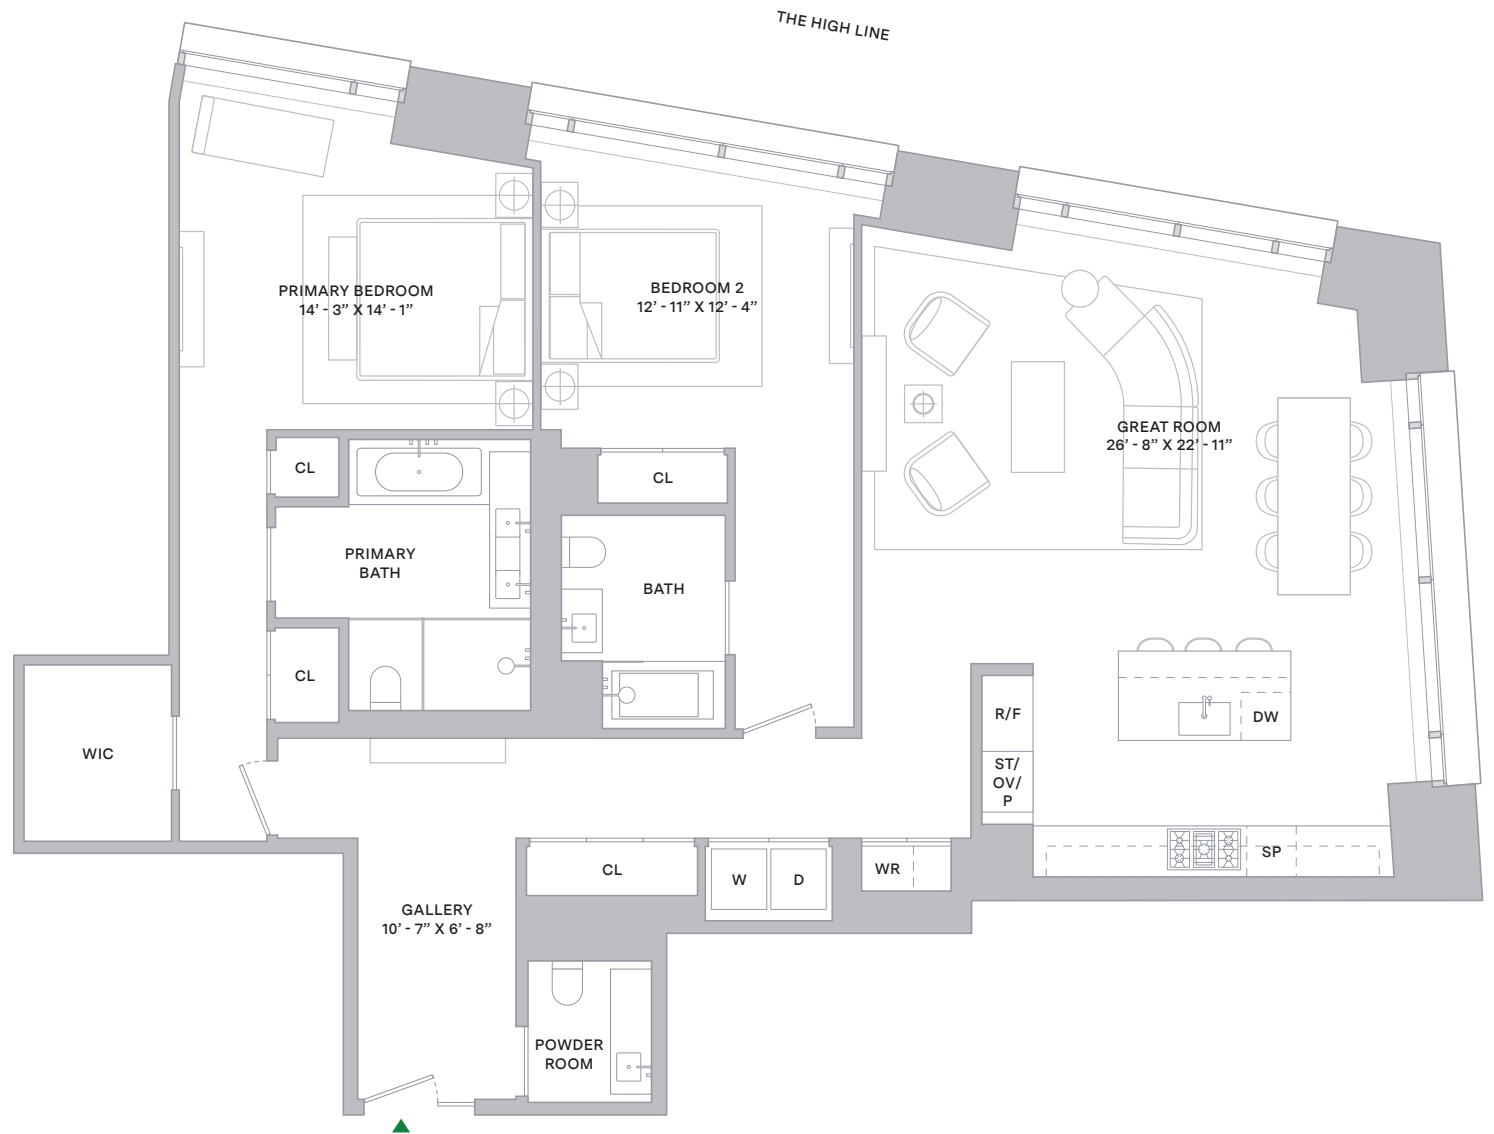 THE HIGH LINE
PRIMARY BEDROOM
14’ - 3” X 14’ - 1”
BEDROOM 2
12’ - 11” X 12’ - 4”
GREAT ROOM
26’ - 8” X 22’ - 11”
CL
CL
PRIMARY
BATH
BATH
CL
WIC
R/F
DW
ST/
OV/
P
SP
CL
W
D
WR
GALLERY
10’ - 7” X 6’ - 8”
POWDER
ROOM